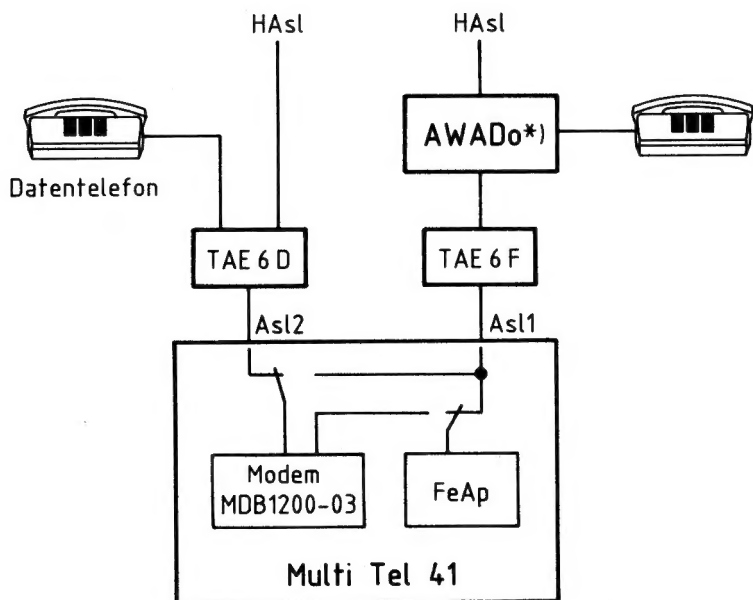 HAsl
HAsl
AWADo*)
Datentelefon
TAE 6 D
TAE 6 F
Asl2
Asl1
Modem
MDB1200-03
FeAp
Multi Tel 41